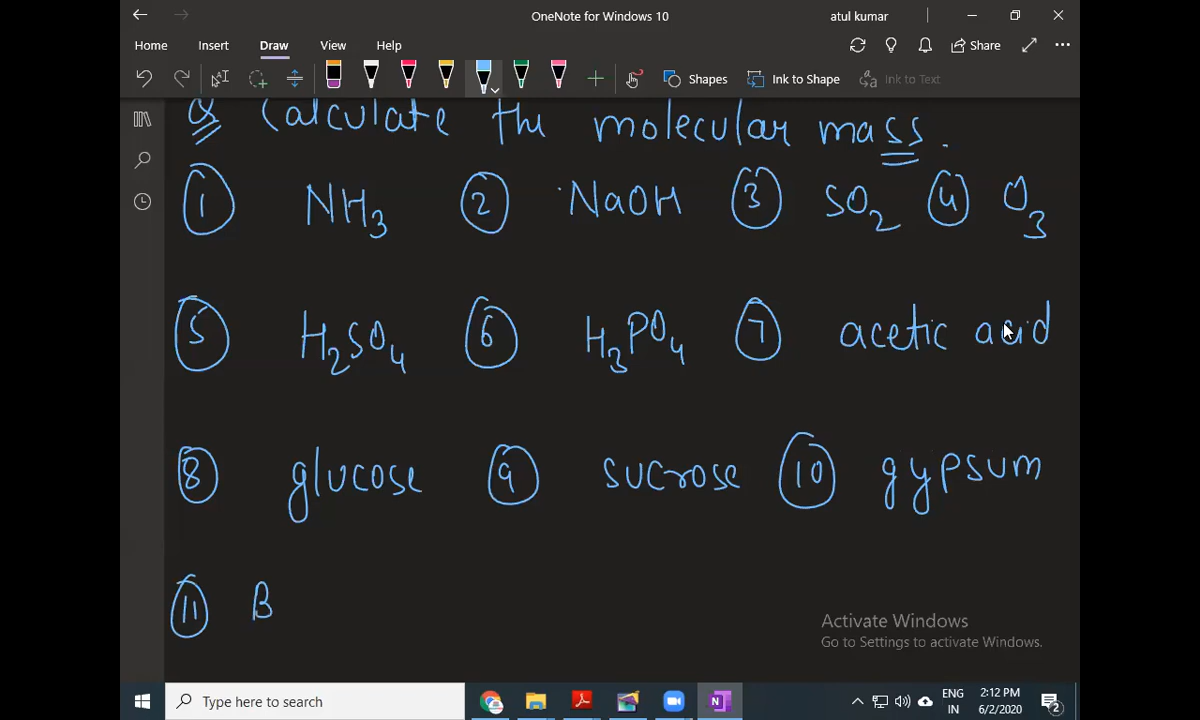 OneNote for Windows 10
atul kumar
Home Insert Draw View Help
Share
Shapes Ink to Shape Ink to Text
Q Calculate the molecular mass.
① NH₃ ② NaOH ③ SO₂ ④ O₃
⑤ H₂SO₄ ⑥ H₃PO₄ ⑦ acetic acid
⑧ glucose ⑨ sucrose ⑩ gypsum
⑪ B
Activate Windows
Go to Settings to activate Windows.
Type here to search
ENG 2:12 PM
IN 6/2/2020
2